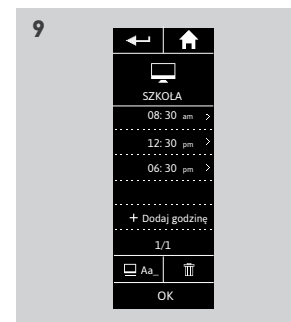 9
SZKOŁA
08:30 am >
12:30 pm >
06:30 pm >
+ Dodaj godzinę
1/1
Aa_
OK